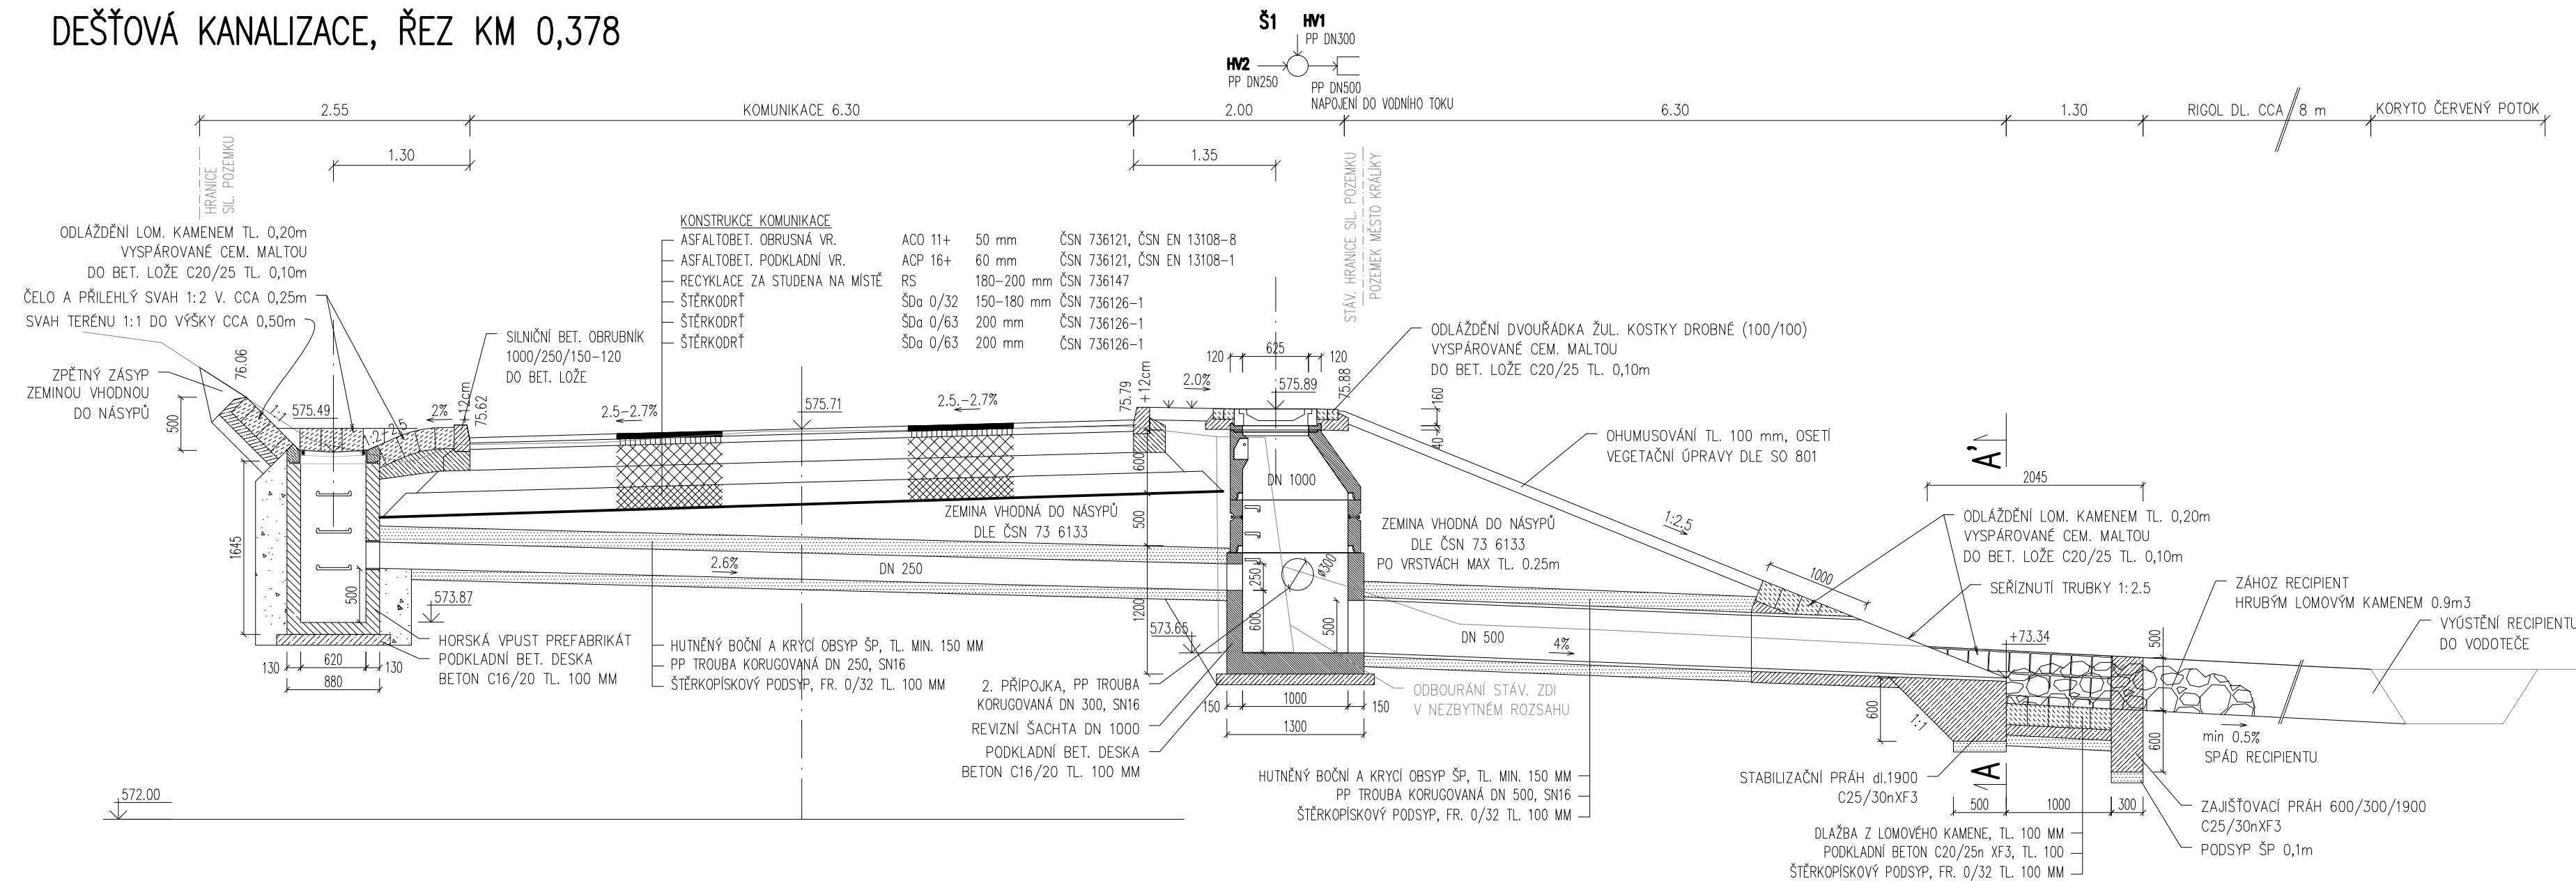 DEŠŤOVÁ KANALIZACE, ŘEZ KM 0,378
Š1
HV1
PP DN300
HV2
PP DN250
PP DN500
NAPOJENÍ DO VODNÍHO TOKU
2.55
KOMUNIKACE 6.30
2.00
6.30
1.30
RIGOL DL. CCA 8 m
KORYTO ČERVENÝ POTOK
1.30
1.35
HRANICE
SIL. POZEMKU
STÁV. HRANICE SIL. POZEMKU
POZEMEK MĚSTO KRÁLÍKY
ODLÁŽDĚNÍ LOM. KAMENEM TL. 0,20m
VYSPÁROVANÉ CEM. MALTOU
DO BET. LOŽE C20/25 TL. 0,10m
ČELO A PŘILEHLÝ SVAH 1:2 V. CCA 0,25m
SVAH TERÉNU 1:1 DO VÝŠKY CCA 0,50m
ZPĚTNÝ ZÁSYP
ZEMINOU VHODNOU
DO NÁSYPŮ
SILNIČNÍ BET. OBRUBNÍK
1000/250/150-120
DO BET. LOŽE
KONSTRUKCE KOMUNIKACE
ASFALTOBET. OBRUSNÁ VR. ACO 11+ 50 mm ČSN 736121, ČSN EN 13108-8
ASFALTOBET. PODKLADNÍ VR. ACP 16+ 60 mm ČSN 736121, ČSN EN 13108-1
RECYKLACE ZA STUDENA NA MÍSTĚ RS 180-200 mm ČSN 736147
ŠTĚRKODRŤ ŠDa 0/32 150-180 mm ČSN 736126-1
ŠTĚRKODRŤ ŠDa 0/63 200 mm ČSN 736126-1
ŠTĚRKODRŤ ŠDa 0/63 200 mm ČSN 736126-1
76.06
500
1:1
575.49
1:2-2.5
2%
+12cm
75.62
2.5-2.7%
575.71
2.5.-2.7%
75.79
+12cm
2.0%
120
625
120
575.89
75.88
160
40
ODLÁŽDĚNÍ DVOUŘÁDKA ŽUL. KOSTKY DROBNÉ (100/100)
VYSPÁROVANÉ CEM. MALTOU
DO BET. LOŽE C20/25 TL. 0,10m
OHUMUSOVÁNÍ TL. 100 mm, OSETÍ
VEGETAČNÍ ÚPRAVY DLE SO 801
A'
2045
ODLÁŽDĚNÍ LOM. KAMENEM TL. 0,20m
VYSPÁROVANÉ CEM. MALTOU
DO BET. LOŽE C20/25 TL. 0,10m
1:2.5
1000
SEŘÍZNUTÍ TRUBKY 1:2.5
ZÁHOZ RECIPIENT
HRUBÝM LOMOVÝM KAMENEM 0.9m3
VYÚSTĚNÍ RECIPIENTU
DO VODOTEČE
1645
500
573.87
2.6%
DN 250
ZEMINA VHODNÁ DO NÁSYPŮ
DLE ČSN 73 6133
600
500
1200
DN 1000
ø300
250
600
500
573.65
ZEMINA VHODNÁ DO NÁSYPŮ
DLE ČSN 73 6133
PO VRSTVÁCH MAX TL. 0.25m
DN 500
4%
+73.34
500
130
620
130
880
HORSKÁ VPUST PREFABRIKÁT
PODKLADNÍ BET. DESKA
BETON C16/20 TL. 100 MM
HUTNĚNÝ BOČNÍ A KRYCÍ OBSYP ŠP, TL. MIN. 150 MM
PP TROUBA KORUGOVANÁ DN 250, SN16
ŠTĚRKOPÍSKOVÝ PODSYP, FR. 0/32 TL. 100 MM
2. PŘÍPOJKA, PP TROUBA
KORUGOVANÁ DN 300, SN16
REVIZNÍ ŠACHTA DN 1000
PODKLADNÍ BET. DESKA
BETON C16/20 TL. 100 MM
150
1000
150
1300
ODBOURÁNÍ STÁV. ZDI
V NEZBYTNÉM ROZSAHU
HUTNĚNÝ BOČNÍ A KRYCÍ OBSYP ŠP, TL. MIN. 150 MM
PP TROUBA KORUGOVANÁ DN 500, SN16
ŠTĚRKOPÍSKOVÝ PODSYP, FR. 0/32 TL. 100 MM
600
1:1
600
min 0.5%
SPÁD RECIPIENTU
STABILIZAČNÍ PRÁH dl.1900
C25/30nXF3
A
500
1000
300
ZAJIŠŤOVACÍ PRÁH 600/300/1900
C25/30nXF3
PODSYP ŠP 0,1m
DLAŽBA Z LOMOVÉHO KAMENE, TL. 100 MM
PODKLADNÍ BETON C20/25n XF3, TL. 100
ŠTĚRKOPÍSKOVÝ PODSYP, FR. 0/32 TL. 100 MM
572.00